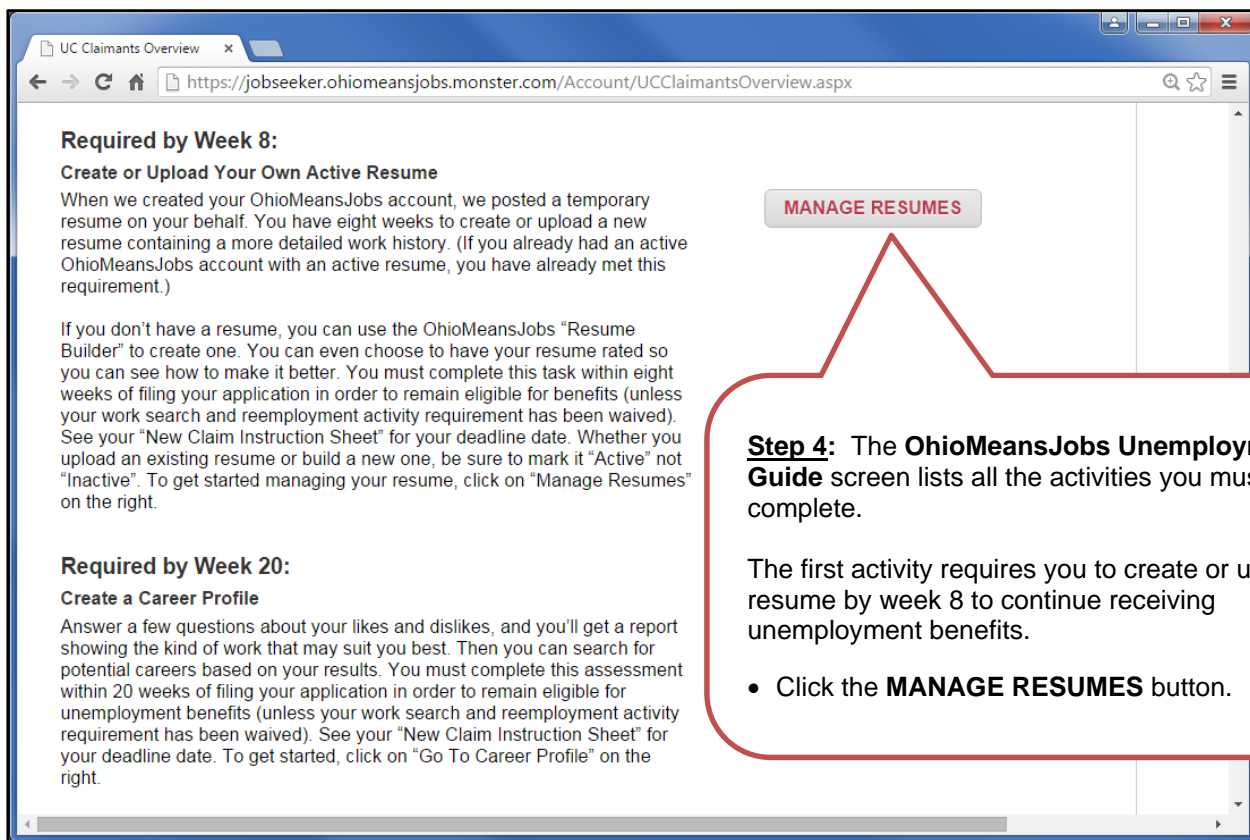 UC Claimants Overview
https://jobseeker.ohiomeansjobs.monster.com/Account/UCClaimantsOverview.aspx
Required by Week 8:
Create or Upload Your Own Active Resume
When we created your OhioMeansJobs account, we posted a temporary
resume on your behalf. You have eight weeks to create or upload a new
resume containing a more detailed work history. (If you already had an active
OhioMeansJobs account with an active resume, you have already met this
requirement.)
If you don’t have a resume, you can use the OhioMeansJobs “Resume
Builder” to create one. You can even choose to have your resume rated so
you can see how to make it better. You must complete this task within eight
weeks of filing your application in order to remain eligible for benefits (unless
your work search and reemployment activity requirement has been waived).
See your “New Claim Instruction Sheet” for your deadline date. Whether you
upload an existing resume or build a new one, be sure to mark it “Active” not
“Inactive”. To get started managing your resume, click on “Manage Resumes”
on the right.
Required by Week 20:
Create a Career Profile
Answer a few questions about your likes and dislikes, and you’ll get a report
showing the kind of work that may suit you best. Then you can search for
potential careers based on your results. You must complete this assessment
within 20 weeks of filing your application in order to remain eligible for
unemployment benefits (unless your work search and reemployment activity
requirement has been waived). See your “New Claim Instruction Sheet” for
your deadline date. To get started, click on “Go To Career Profile” on the
right.
MANAGE RESUMES
Step 4: The OhioMeansJobs
Guide screen lists all the activities you
complete.
The first activity requires you to create or
resume by week 8 to continue receiving
unemployment benefits.
• Click the MANAGE RESUMES button.